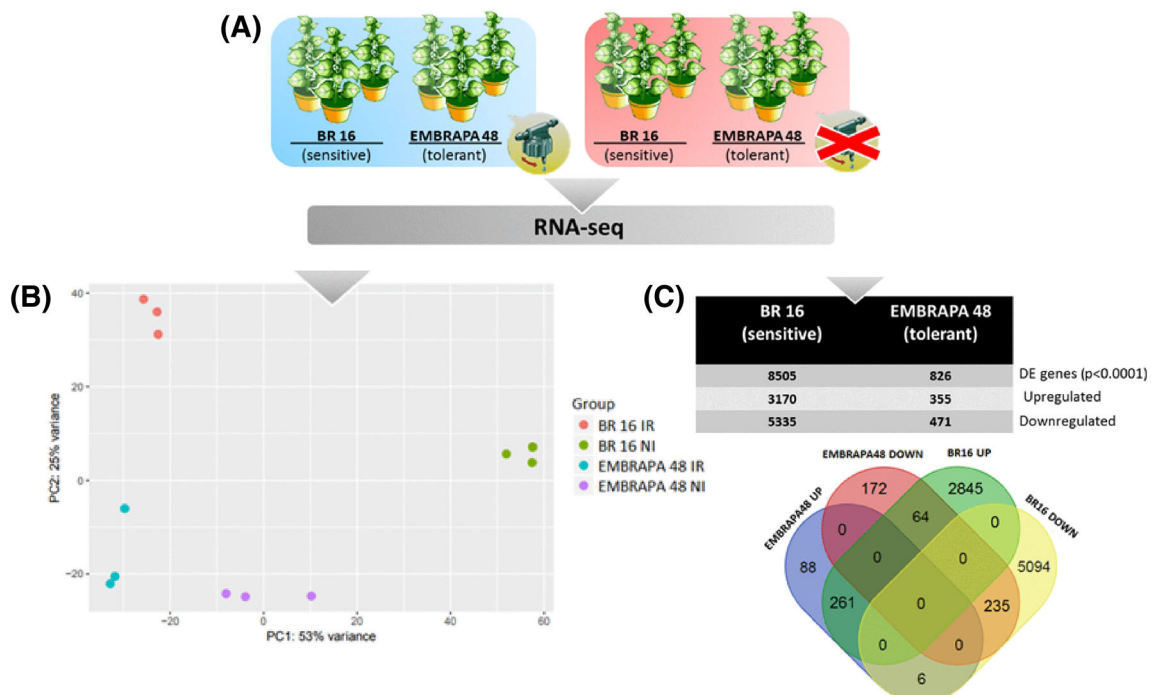 (A)
BR 16
(sensitive)
EMBRAPA 48
(tolerant)
BR 16
(sensitive)
EMBRAPA 48
(tolerant)
RNA-seq
(B)
40
20
0
−20
−20
0
20
40
60
PC2: 25% variance
PC1: 53% variance
Group
BR 16 IR
BR 16 NI
EMBRAPA 48 IR
EMBRAPA 48 NI
(C)
BR 16
(sensitive)
EMBRAPA 48
(tolerant)
8505 826 DE genes (p<0.0001)
3170 355 Upregulated
5335 471 Downregulated
EMBRAPA48 UP
EMBRAPA48 DOWN
BR16 UP
BR16 DOWN
172 2845
0 64 0
88 0 0 5094
261 0 235
0 0
6